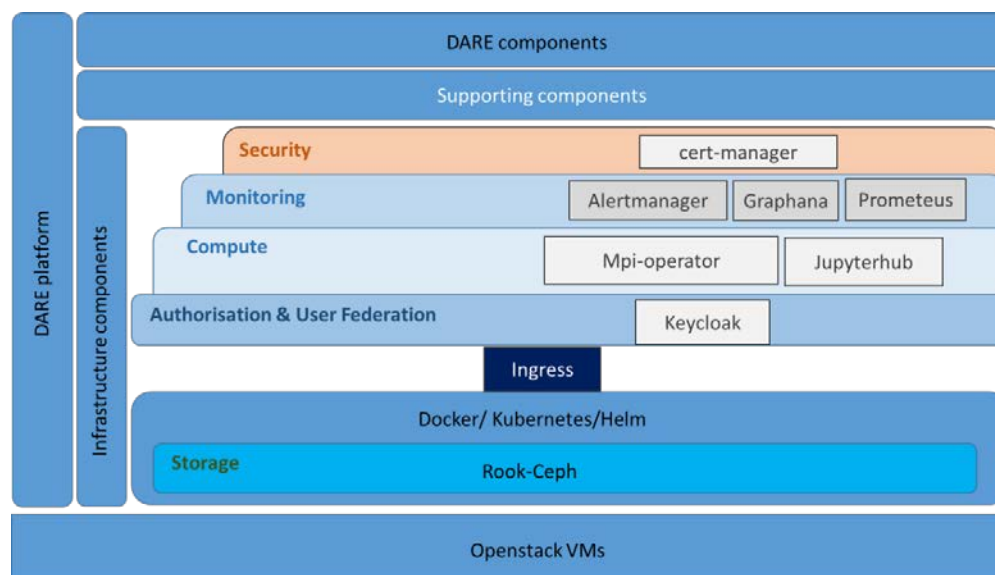 DARE platform
DARE components
Supporting components
Infrastructure components
Security
cert-manager
Monitoring
Alertmanager
Graphana
Prometeus
Compute
Mpi-operator
Jupyterhub
Authorisation & User Federation
Keycloak
Ingress
Docker/ Kubernetes/Helm
Storage
Rook-Ceph
Openstack VMs